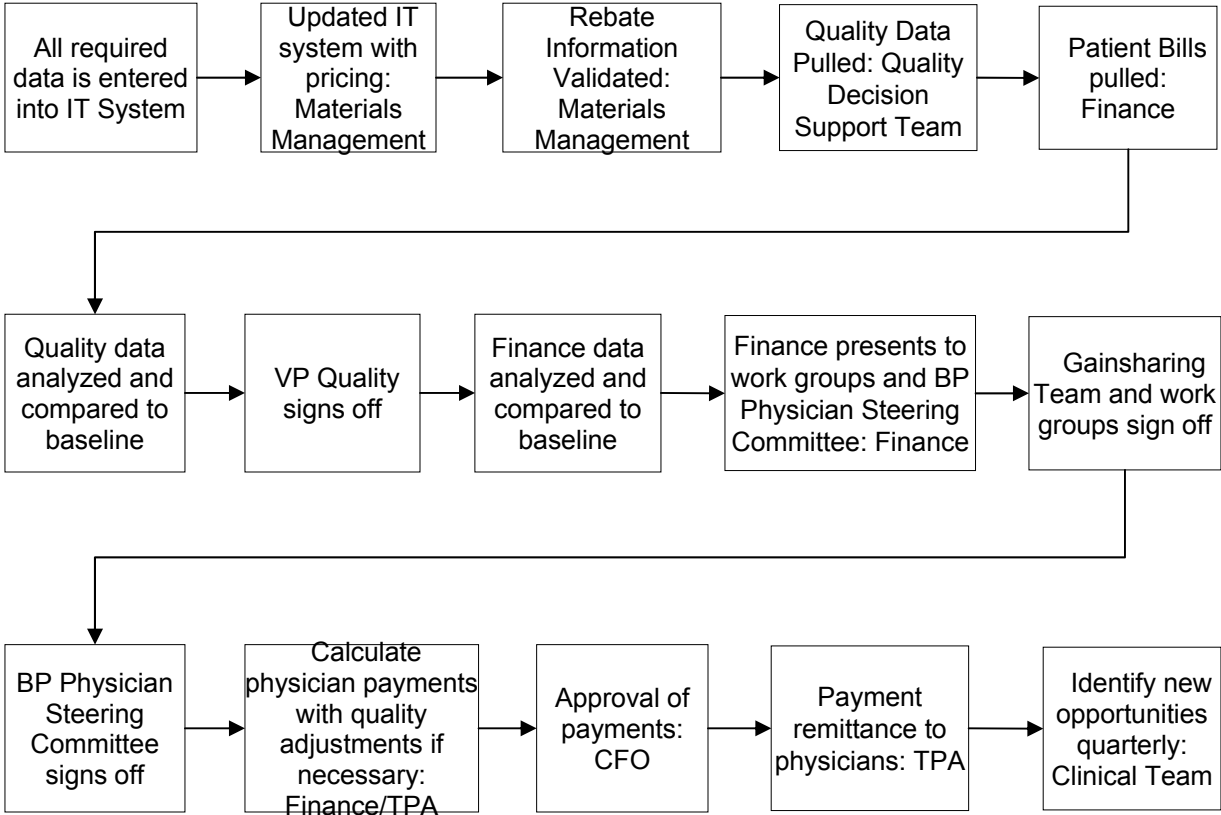 All required
data is entered
into IT System
Updated IT
system with
pricing:
Materials
Management
Rebate
Information
Validated:
Materials
Management
Quality Data
Pulled: Quality
Decision
Support Team
Patient Bills
pulled:
Finance
Quality data
analyzed and
compared to
baseline
VP Quality
signs off
Finance data
analyzed and
compared to
baseline
Finance presents to
work groups and BP
Physician Steering
Committee: Finance
Gainsharing
Team and work
groups sign off
BP Physician
Steering
Committee
signs off
Calculate
physician payments
with quality
adjustments if
necessary:
Finance/TPA
Approval of
payments:
CFO
Payment
remittance to
physicians: TPA
Identify new
opportunities
quarterly:
Clinical Team